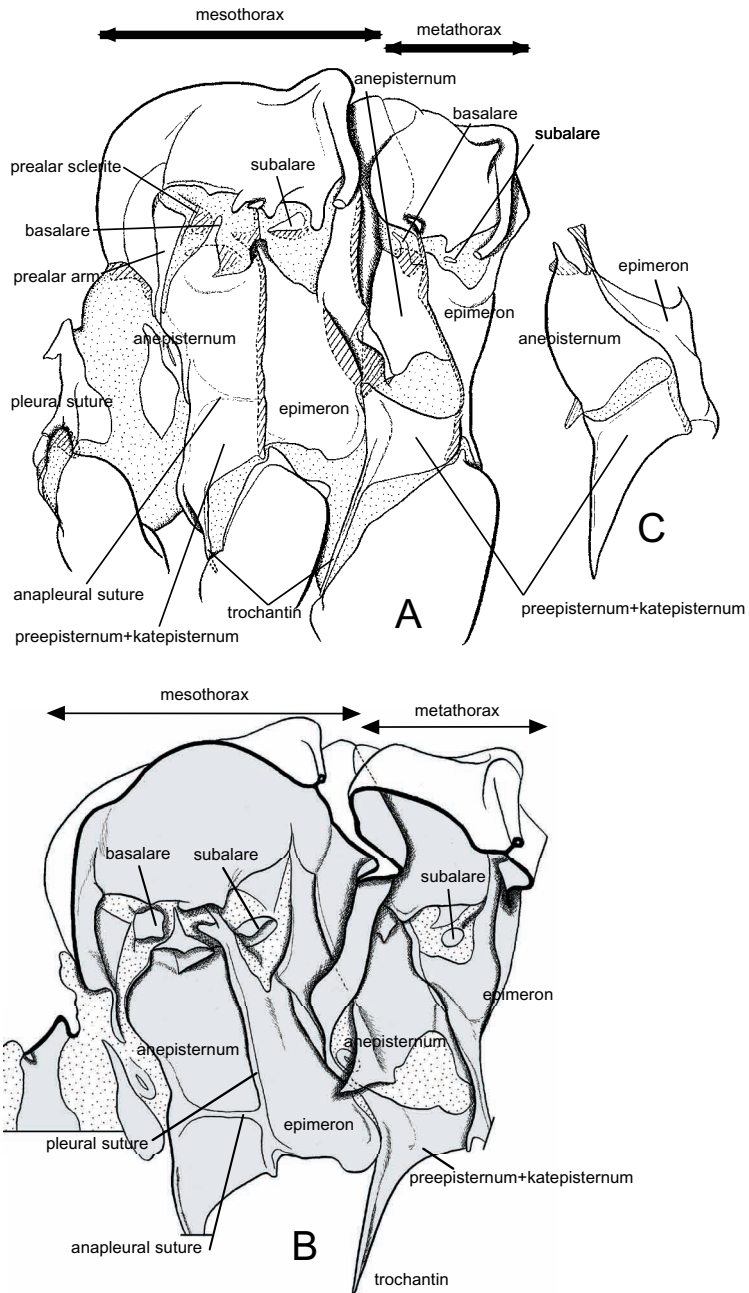 mesothorax
metathorax
anepisternum
basalare
subalare
subalare
prealar sclerite
basalare
prealar arm
epimeron
epimeron
anepisternum
anepisternum
pleural suture
epimeron
C
anapleural suture
trochantin
A
preepisternum+katepisternum
preepisternum+katepisternum
mesothorax
metathorax
basalare
subalare
subalare
epimeron
anepisternum
anepisternum
epimeron
pleural suture
preepisternum+katepisternum
B
anapleural suture
trochantin